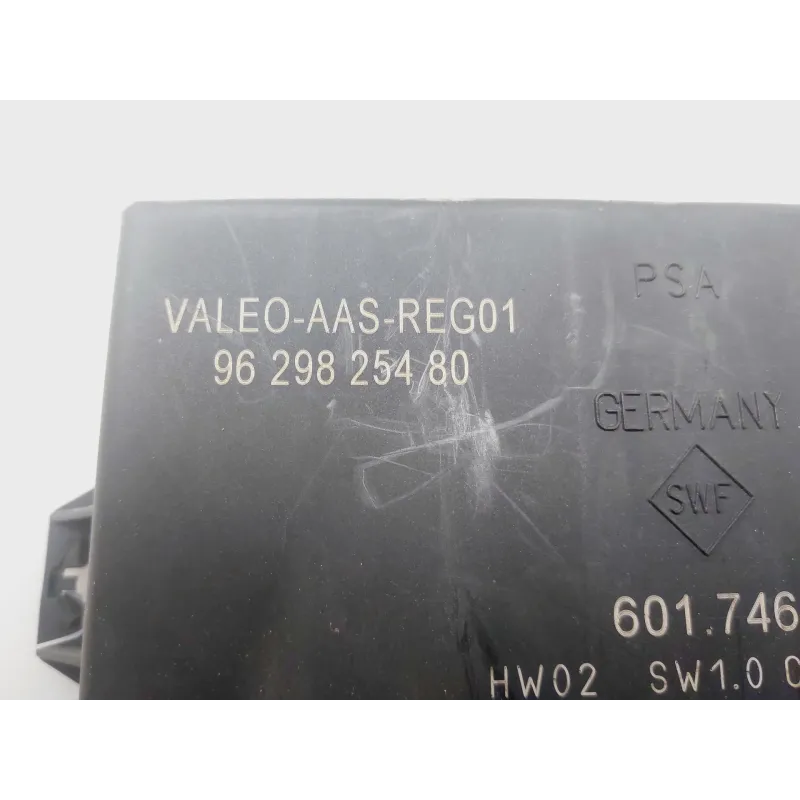 PSA
VALEO-AAS-REG01
96 298 254 80
GERMANY
SWF
601.746
HW02 SW1.0